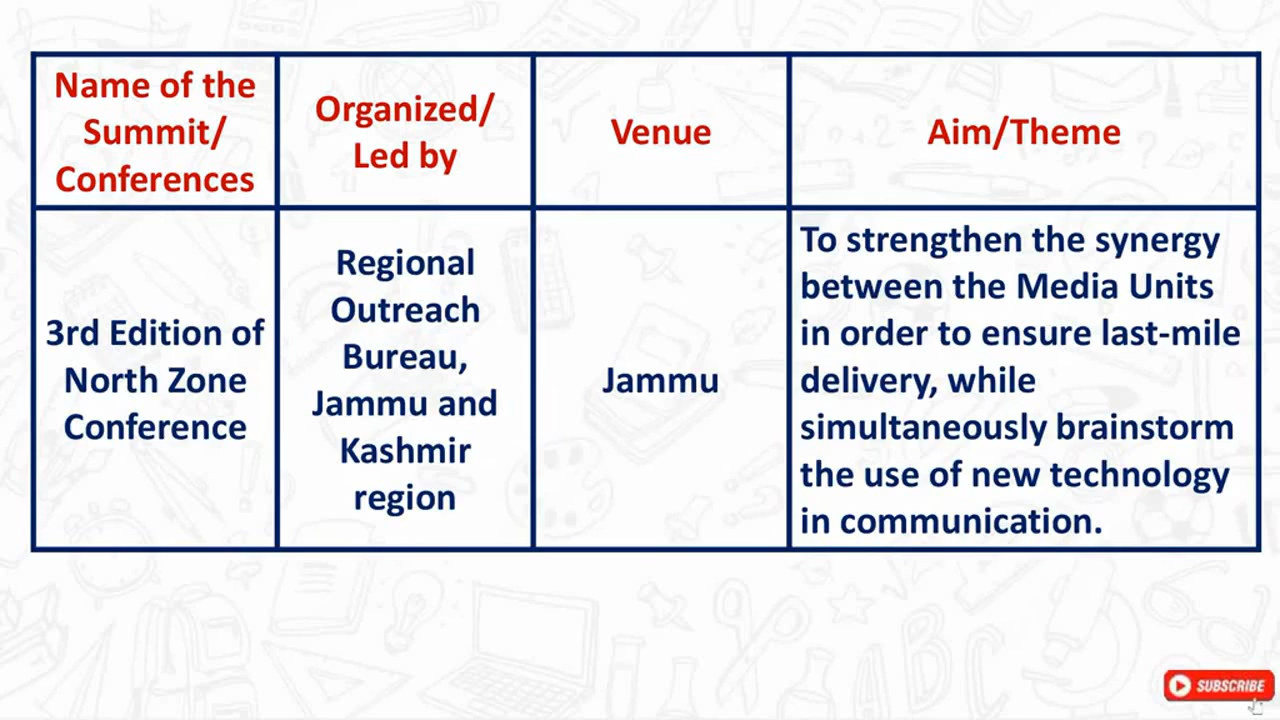 Name of the
Summit/
Conferences
Organized/
Led by
Venue
Aim/Theme
3rd Edition of
North Zone
Conference
Regional
Outreach
Bureau,
Jammu and
Kashmir
region
Jammu
To strengthen the synergy
between the Media Units
in order to ensure last-mile
delivery, while
simultaneously brainstorm
the use of new technology
in communication.
SUBSCRIBE